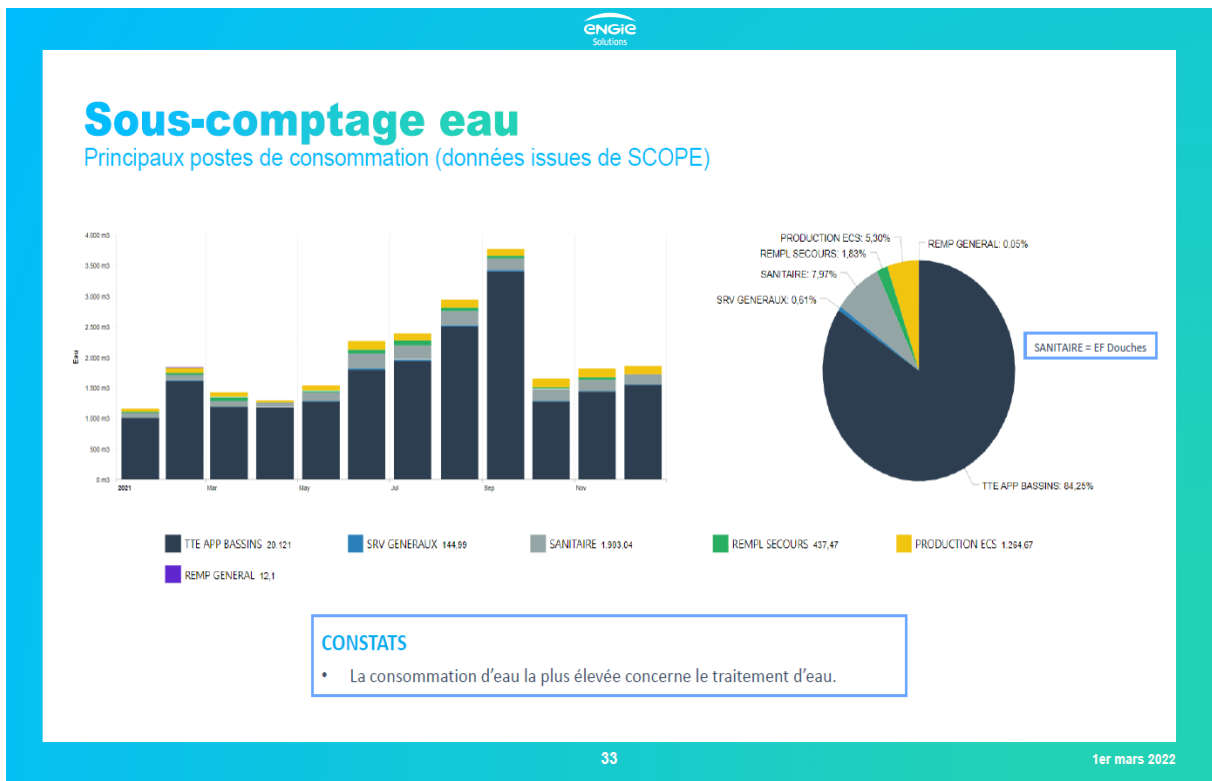 ENGIE
Solutions
Sous-comptage eau
Principaux postes de consommation (données issues de SCOPE)
4.000 m3
3.500 m3
3.000 m3
2.500 m3
2.000 m3
1.500 m3
1.000 m3
500 m3
0 m3
Eau
2021
Mar
May
Jul
Sep
Nov
PRODUCTION ECS: 5,30%
REMP GENERAL: 0,05%
REMPL SECOURS: 1,83%
SANITAIRE: 7,97%
SRV GENERAUX: 0,61%
SANITAIRE = EF Douches
TTE APP BASSINS: 84,25%
TTE APP BASSINS 20.121
SRV GENERAUX 144,99
SANITAIRE 1.903,04
REMPL SECOURS 437,47
PRODUCTION ECS 1.264,67
REMP GENERAL 12,1
CONSTATS
• La consommation d'eau la plus élevée concerne le traitement d'eau.
33
1er mars 2022